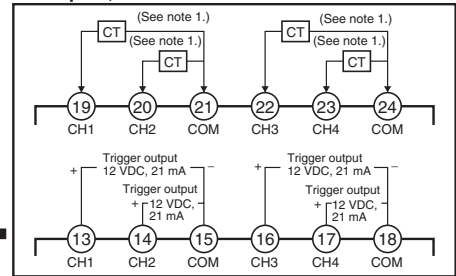 (See note 1.) (See note 1.)
CT (See note 1.) CT (See note 1.)
CT CT
19 20 21 22 23 24
CH1 CH2 COM CH3 CH4 COM
Trigger output Trigger output
+ 12 VDC, 21 mA − + 12 VDC, 21 mA −
Trigger output Trigger output
+ 12 VDC, − + 12 VDC, −
21 mA 21 mA
13 14 15 16 17 18
CH1 CH2 COM CH3 CH4 COM